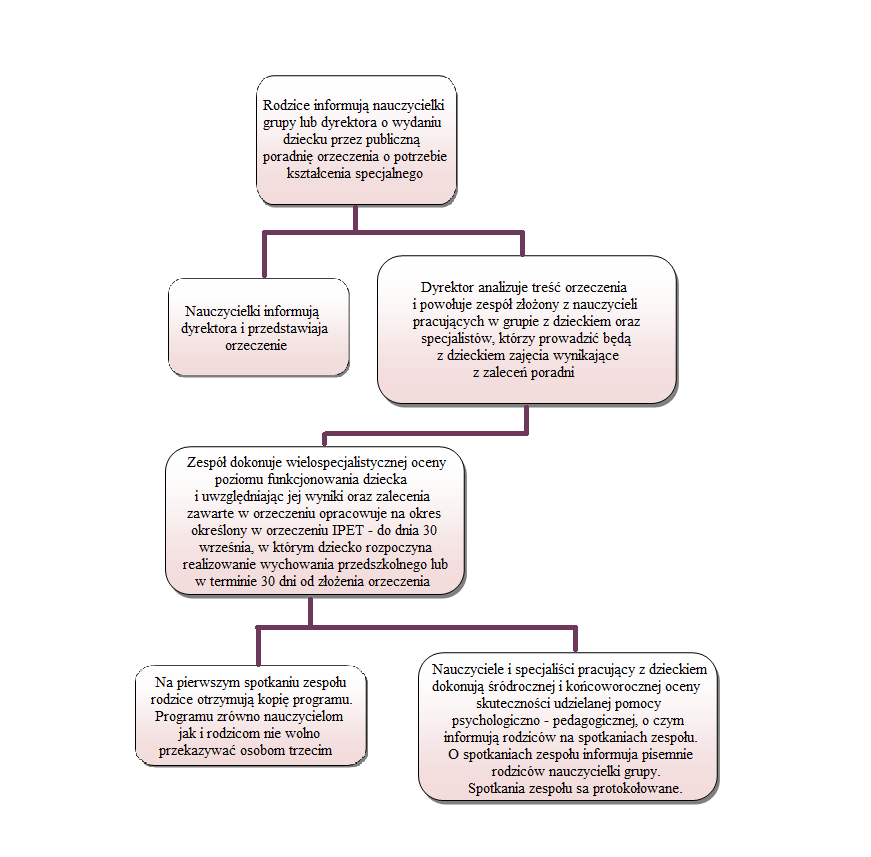 Rodzice informują nauczycielki
grupy lub dyrektora o wydaniu
dziecku przez publiczną
poradnię orzeczenia o potrzebie
kształcenia specjalnego
Nauczycielki informują
dyrektora i przedstawiaja
orzeczenie
Dyrektor analizuje treść orzeczenia
i powołuje zespół złożony z nauczycieli
pracujących w grupie z dzieckiem oraz
specjalistów, którzy prowadzić będą
z dzieckiem zajęcia wynikające
z zaleceń poradni
Zespół dokonuje wielospecjalistycznej oceny
poziomu funkcjonowania dziecka
i uwzględniając jej wyniki oraz zalecenia
zawarte w orzeczeniu opracowuje na okres
określony w orzeczeniu IPET - do dnia 30
września, w którym dziecko rozpoczyna
realizowanie wychowania przedszkolnego lub
w terminie 30 dni od złożenia orzeczenia
Na pierwszym spotkaniu zespołu
rodzice otrzymują kopię programu.
Programu zrówno nauczycielom
jak i rodzicom nie wolno
przekazywać osobom trzecim
Nauczyciele i specjaliści pracujący z dzieckiem
dokonują śródrocznej i końcoworocznej oceny
skuteczności udzielanej pomocy
psychologiczno - pedagogicznej, o czym
informują rodziców na spotkaniach zespołu.
O spotkaniach zespołu informuja pisemnie
rodziców nauczycielki grupy.
Spotkania zespołu sa protokołowane.